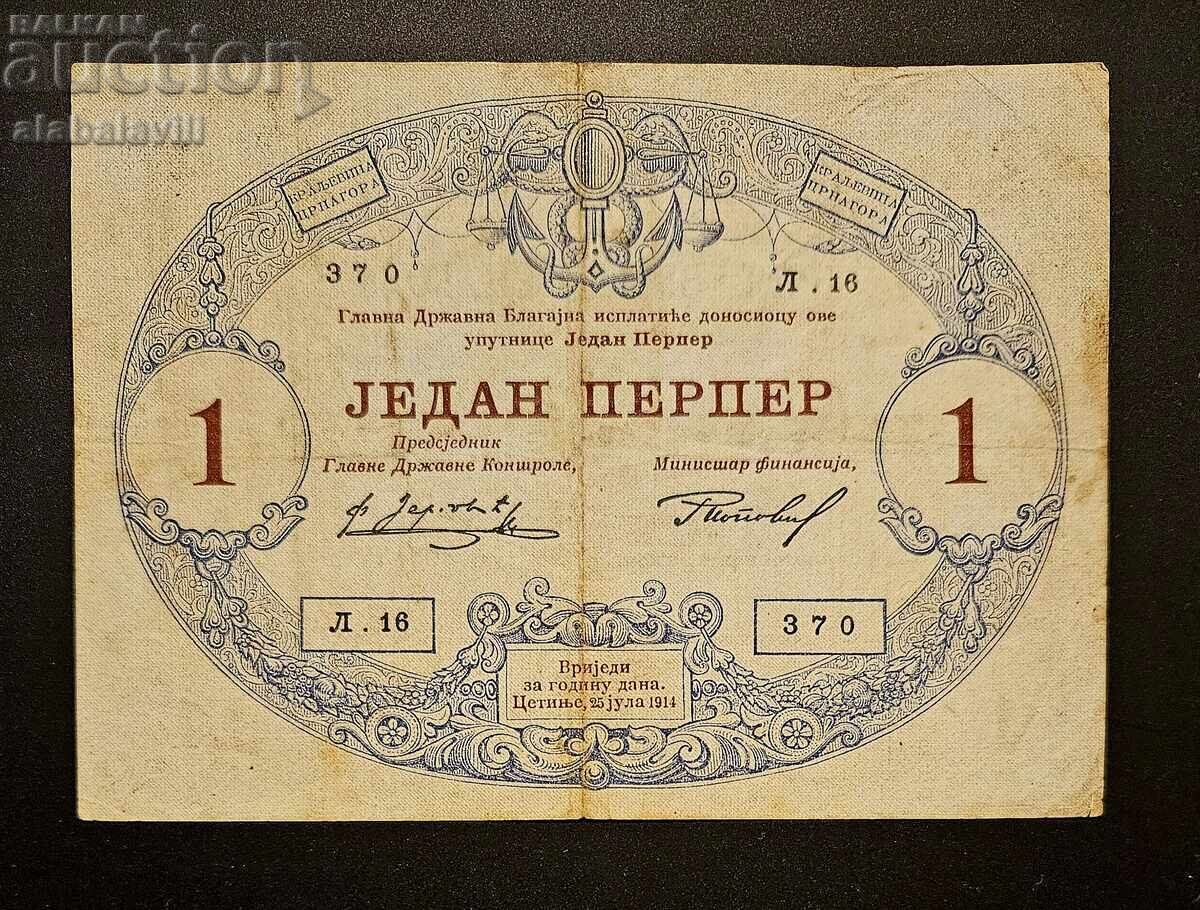 BALKAN
auction
alabalavill
КРАЉЕВИНА
ЦРНАГОРА
КРАЉЕВИНА
ЦРНАГОРА
370
Л. 16
Главна Државна Благајна исплатиће доносиоцу ове
упутнице Један Перпер
ЈЕДАН ПЕРПЕР
1
1
Предсједник
Главне Државне Контроле,
Министар финансија,
Л. 16
370
Вриједи
за годину дана.
Цетиње, 25 јула 1914